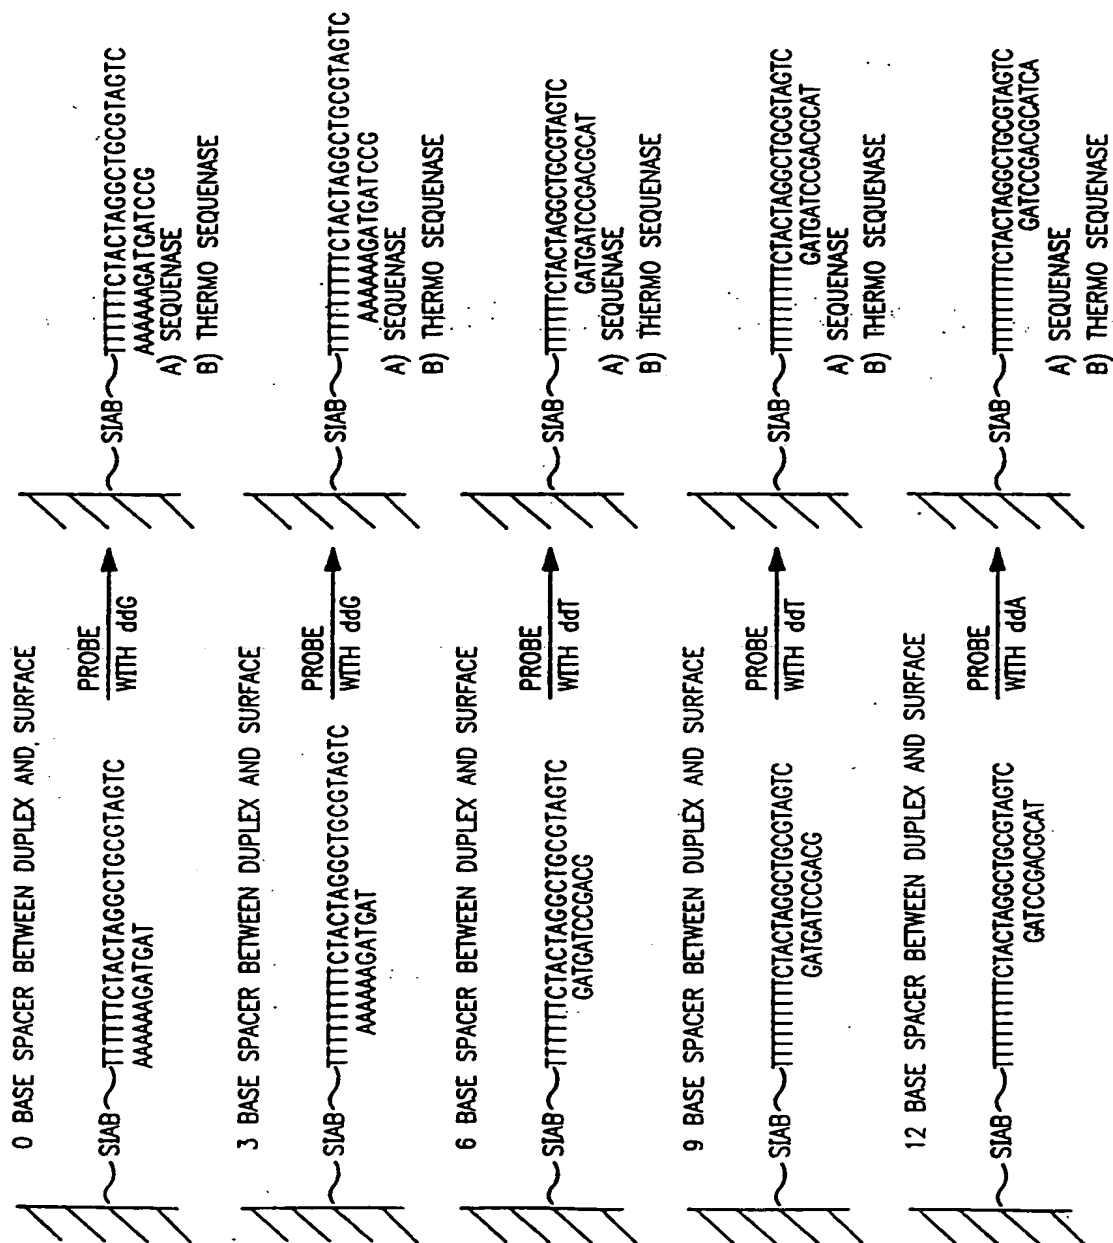 0 BASE SPACER BETWEEN DUPLEX AND SURFACE
SIAB TTTTTTCTACTAGGCTGCGTAGTC
AAAAAGATGAT
PROBE
WITH ddG
SIAB TTTTTTCTACTAGGCTGCGTAGTC
AAAAAGATGATCCG
A) SEQUENASE
B) THERMO SEQUENASE
3 BASE SPACER BETWEEN DUPLEX AND SURFACE
SIAB TTTTTTTTTCTACTAGGCTGCGTAGTC
AAAAAGATGAT
PROBE
WITH ddG
SIAB TTTTTTTTTCTACTAGGCTGCGTAGTC
AAAAAGATGATCCG
A) SEQUENASE
B) THERMO SEQUENASE
6 BASE SPACER BETWEEN DUPLEX AND SURFACE
SIAB TTTTTTCTACTAGGCTGCGTAGTC
GATGATCCGACG
PROBE
WITH ddT
SIAB TTTTTTCTACTAGGCTGCGTAGTC
GATGATCCGACGCAT
A) SEQUENASE
B) THERMO SEQUENASE
9 BASE SPACER BETWEEN DUPLEX AND SURFACE
SIAB TTTTTTTTTCTACTAGGCTGCGTAGTC
GATGATCCGACG
PROBE
WITH ddT
SIAB TTTTTTTTTCTACTAGGCTGCGTAGTC
GATGATCCGACGCAT
A) SEQUENASE
B) THERMO SEQUENASE
12 BASE SPACER BETWEEN DUPLEX AND SURFACE
SIAB TTTTTTTTTCTACTAGGCTGCGTAGTC
GATCCGACGCAT
PROBE
WITH ddA
SIAB TTTTTTTTTCTACTAGGCTGCGTAGTC
GATCCGACGCATCA
A) SEQUENASE
B) THERMO SEQUENASE